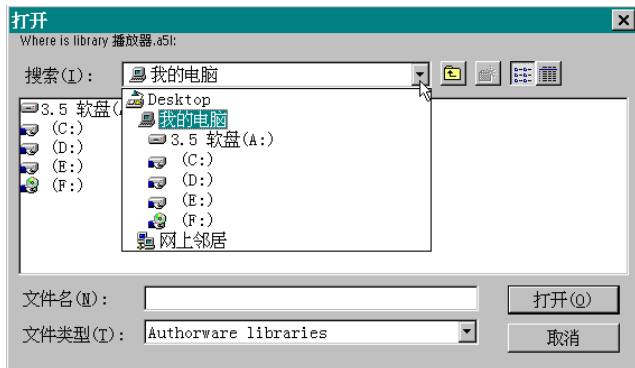 打开
Where is library 播放器.a5l:
搜索(I): 我的电脑
3.5 软盘(
(C:)
(D:)
(E:)
(F:)
Desktop
我的电脑
3.5 软盘(A:)
(C:)
(D:)
(E:)
(F:)
网上邻居
文件名(N):
打开(O)
文件类型(T): Authorware libraries
取消